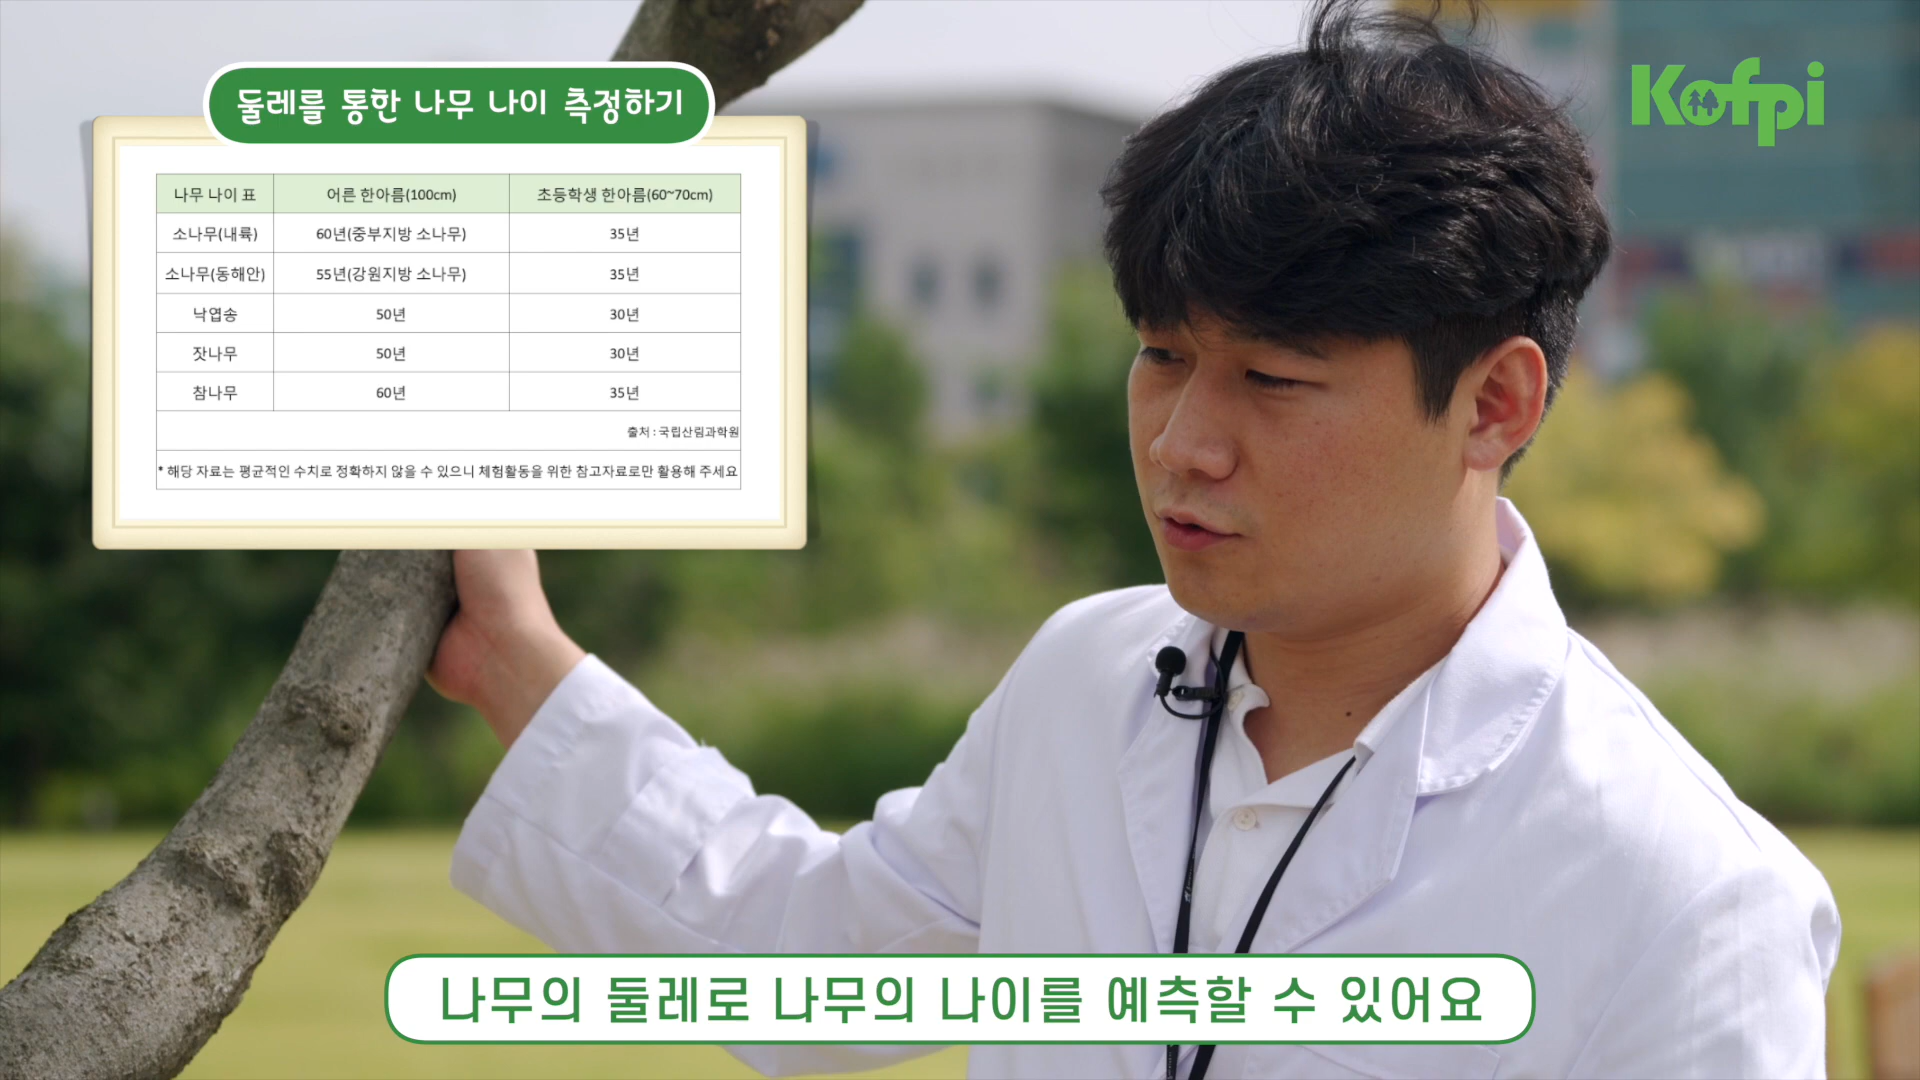 둘레를 통한 나무 나이 측정하기
Kofpi
나무 나이 표 어른 한아름(100cm) 초등학생 한아름(60~70cm)
소나무(내륙) 60년(중부지방 소나무) 35년
소나무(동해안) 55년(강원지방 소나무) 35년
낙엽송 50년 30년
잣나무 50년 30년
참나무 60년 35년
출처 : 국립산림과학원
* 해당 자료는 평균적인 수치로 정확하지 않을 수 있으니 체험활동을 위한 참고자료로만 활용해 주세요
나무의 둘레로 나무의 나이를 예측할 수 있어요